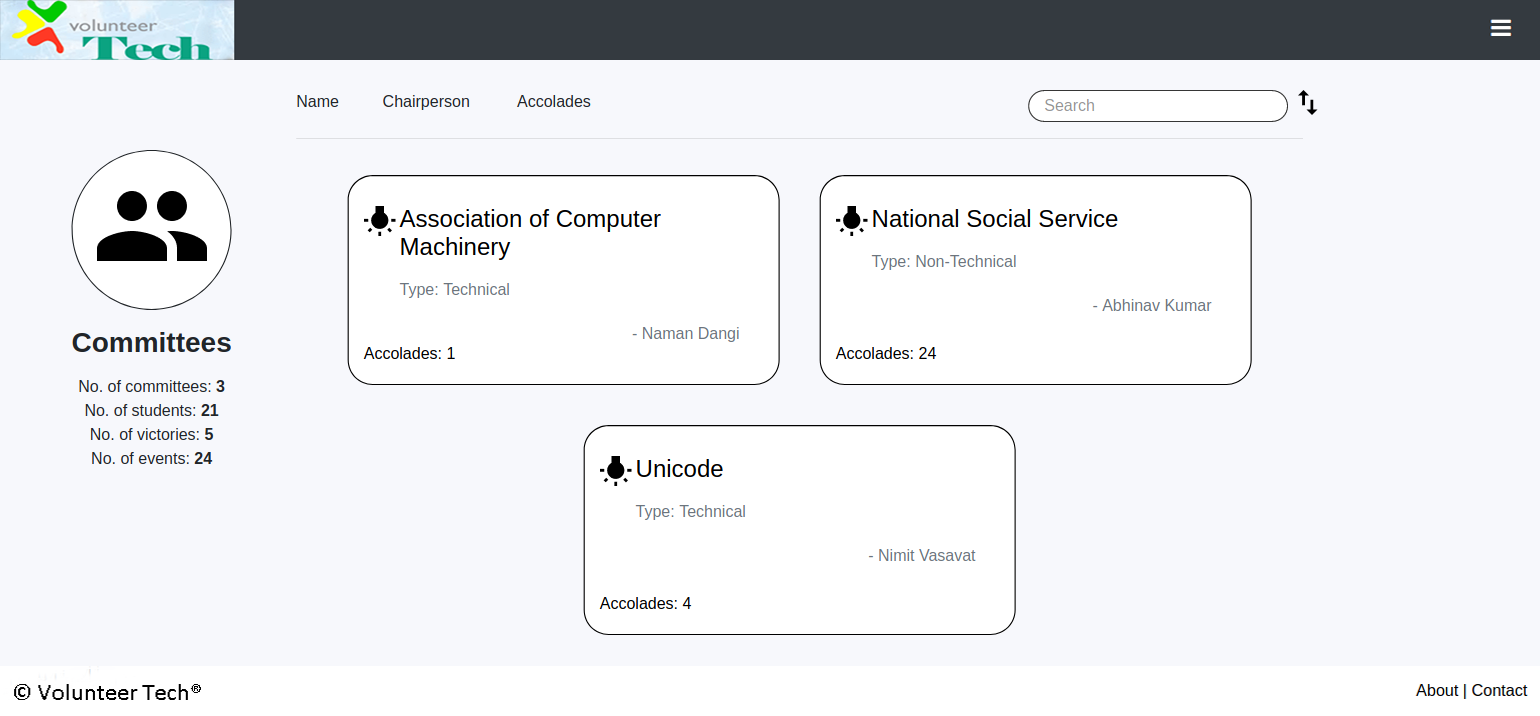 volunteer
Tech
Name Chairperson Accolades Search
Association of Computer
Machinery
Type: Technical
- Naman Dangi
Accolades: 1
National Social Service
Type: Non-Technical
- Abhinav Kumar
Accolades: 24
Committees
No. of committees: 3
No. of students: 21
No. of victories: 5
No. of events: 24
Unicode
Type: Technical
- Nimit Vasavat
Accolades: 4
© Volunteer Tech®
About | Contact